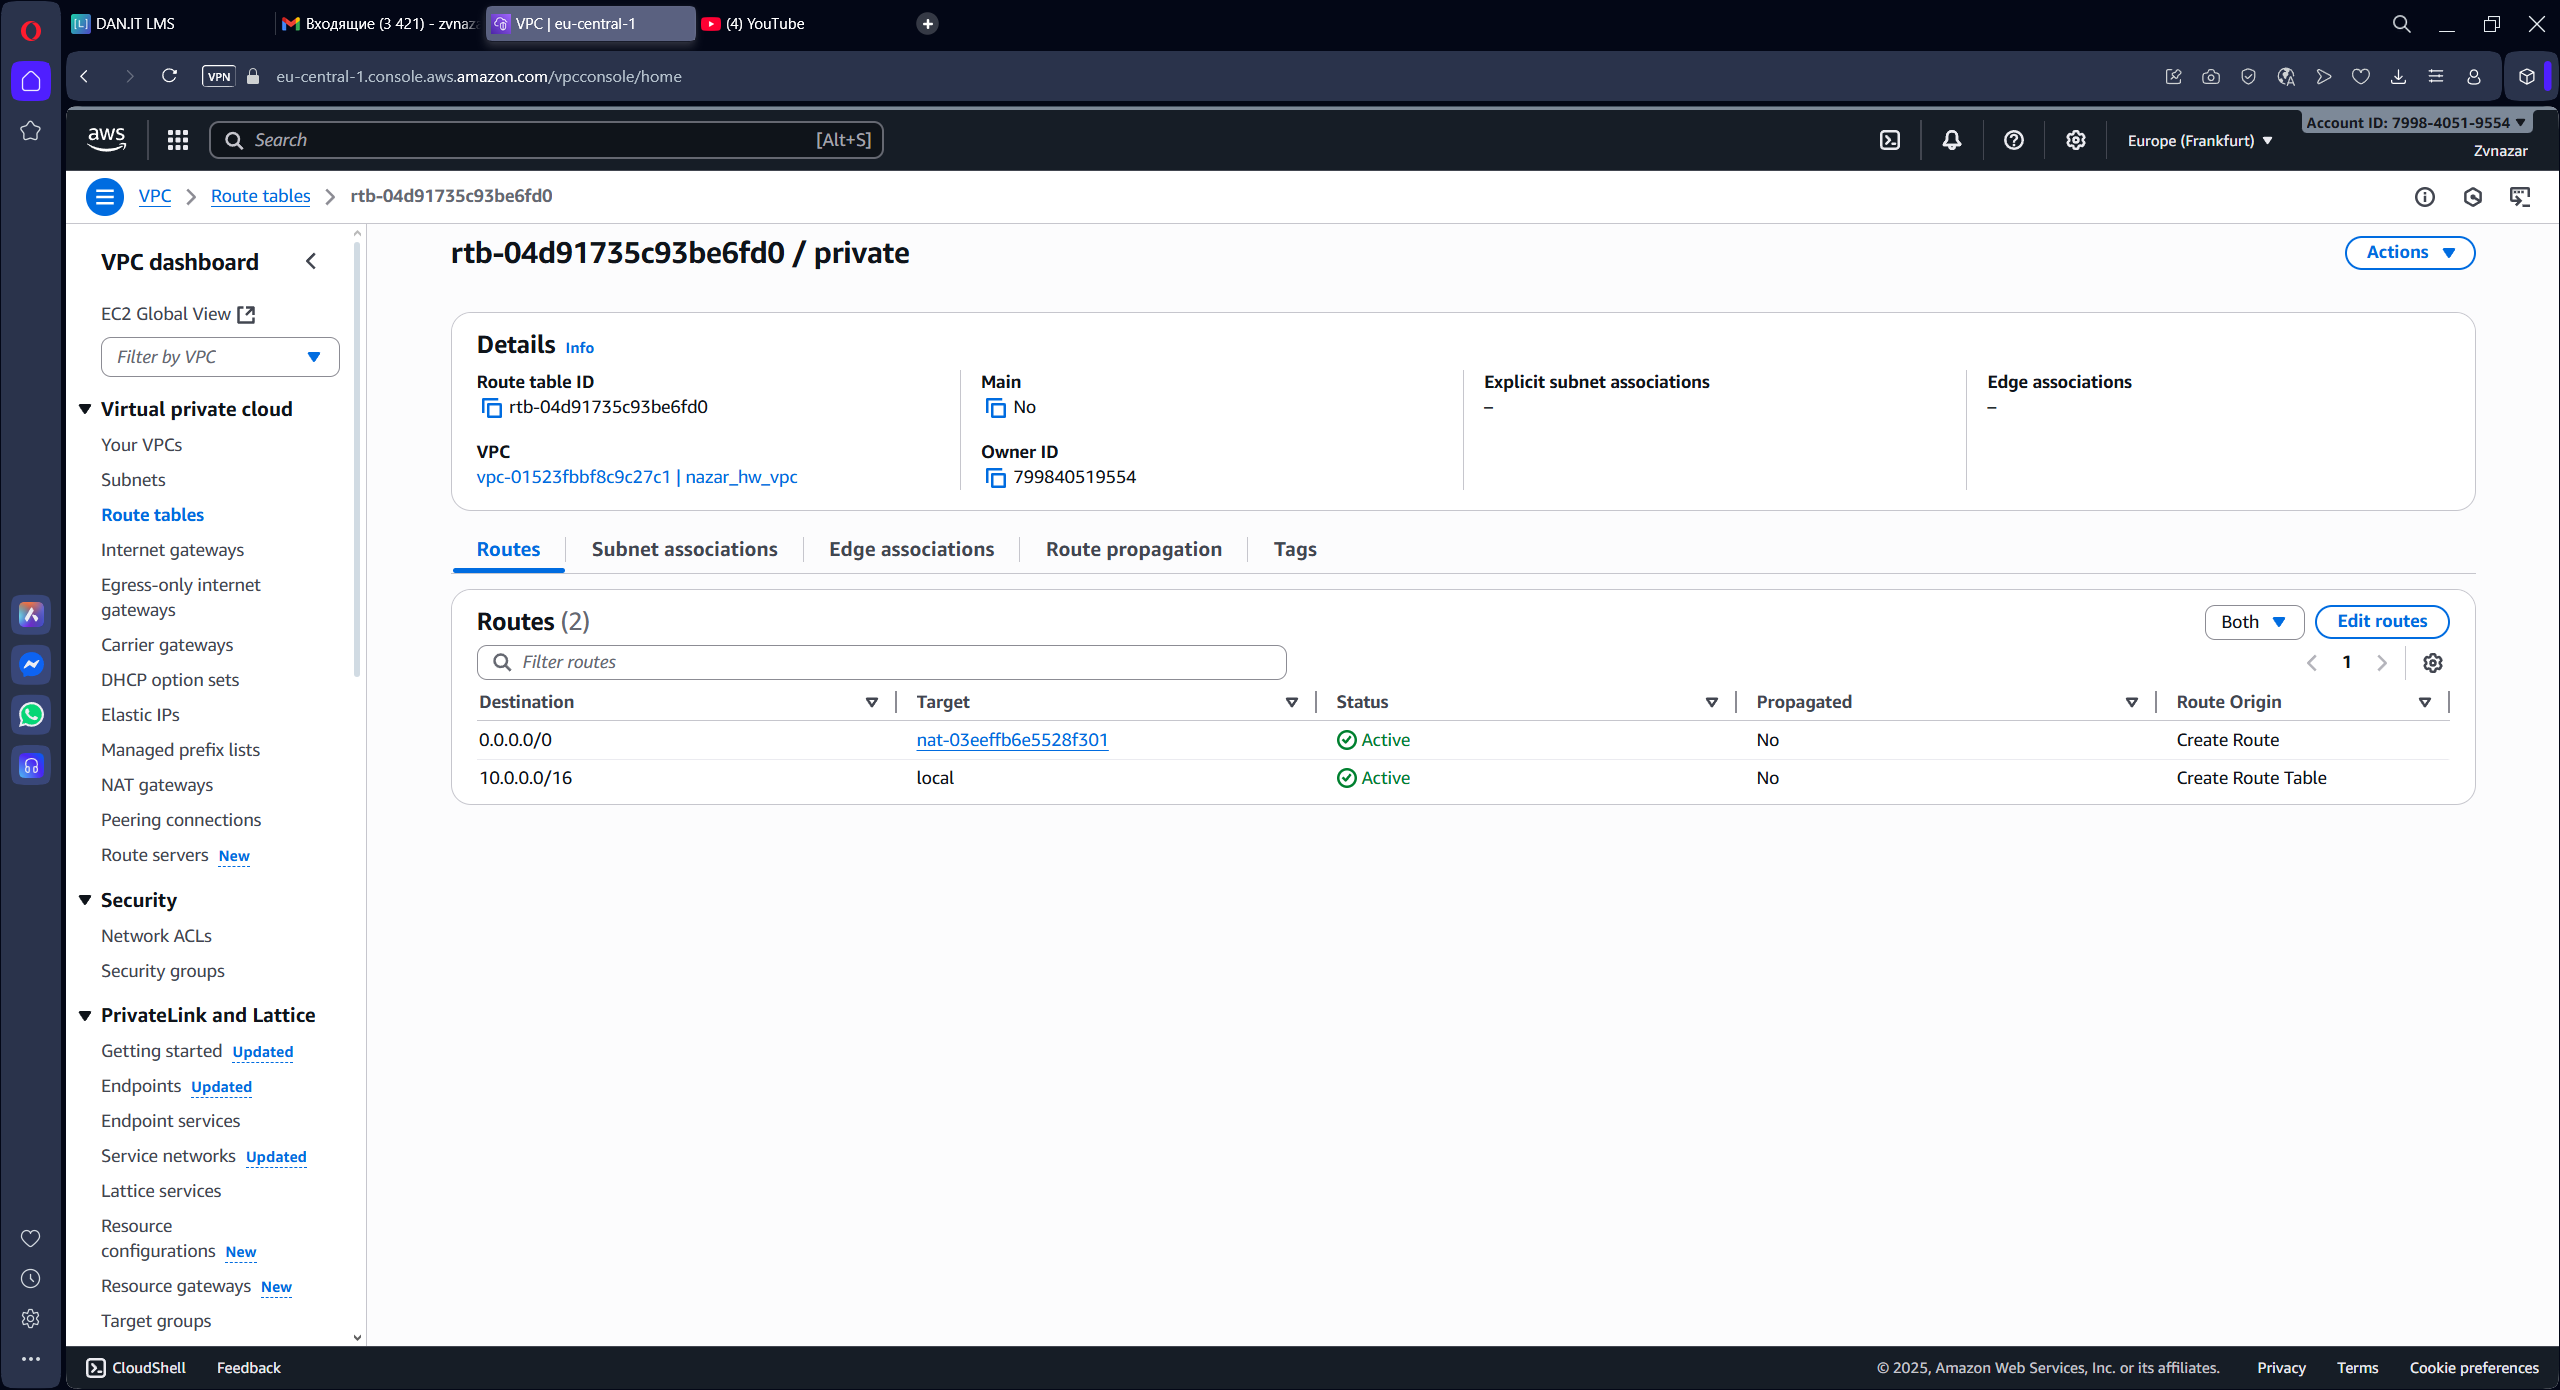 DAN.IT LMS
Входящие (3 421) - zvnaz
VPC | eu-central-1
(4) YouTube
VPN
eu-central-1.console.aws.amazon.com/vpcconsole/home
aws
Search
[Alt+S]
Europe (Frankfurt)
Account ID: 7998-4051-9554
Zvnazar
VPC
Route tables
rtb-04d91735c93be6fd0
VPC dashboard
EC2 Global View
Filter by VPC
Virtual private cloud
Your VPCs
Subnets
Route tables
Internet gateways
Egress-only internet
gateways
Carrier gateways
DHCP option sets
Elastic IPs
Managed prefix lists
NAT gateways
Peering connections
Route servers New
Security
Network ACLs
Security groups
PrivateLink and Lattice
Getting started Updated
Endpoints Updated
Endpoint services
Service networks Updated
Lattice services
Resource
configurations New
Resource gateways New
Target groups
rtb-04d91735c93be6fd0 / private
Actions
Details Info
Route table ID
rtb-04d91735c93be6fd0
Main
No
Explicit subnet associations
–
Edge associations
–
VPC
vpc-01523fbbf8c9c27c1 | nazar_hw_vpc
Owner ID
799840519554
Routes
Subnet associations
Edge associations
Route propagation
Tags
Routes (2)
Both
Edit routes
Filter routes
1
Destination Target Status Propagated Route Origin
0.0.0.0/0 nat-03eeffb6e5528f301 Active No Create Route
10.0.0.0/16 local Active No Create Route Table
CloudShell
Feedback
© 2025, Amazon Web Services, Inc. or its affiliates.
Privacy
Terms
Cookie preferences